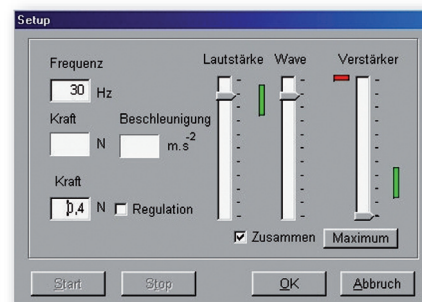 Setup
Frequenz
Lautstärke
Wave
Verstärker
30 Hz
Kraft
Beschleunigung
N
m.s-2
Kraft
0,4 N
Regulation
Zusammen
Maximum
Start
Stop
OK
Abbruch